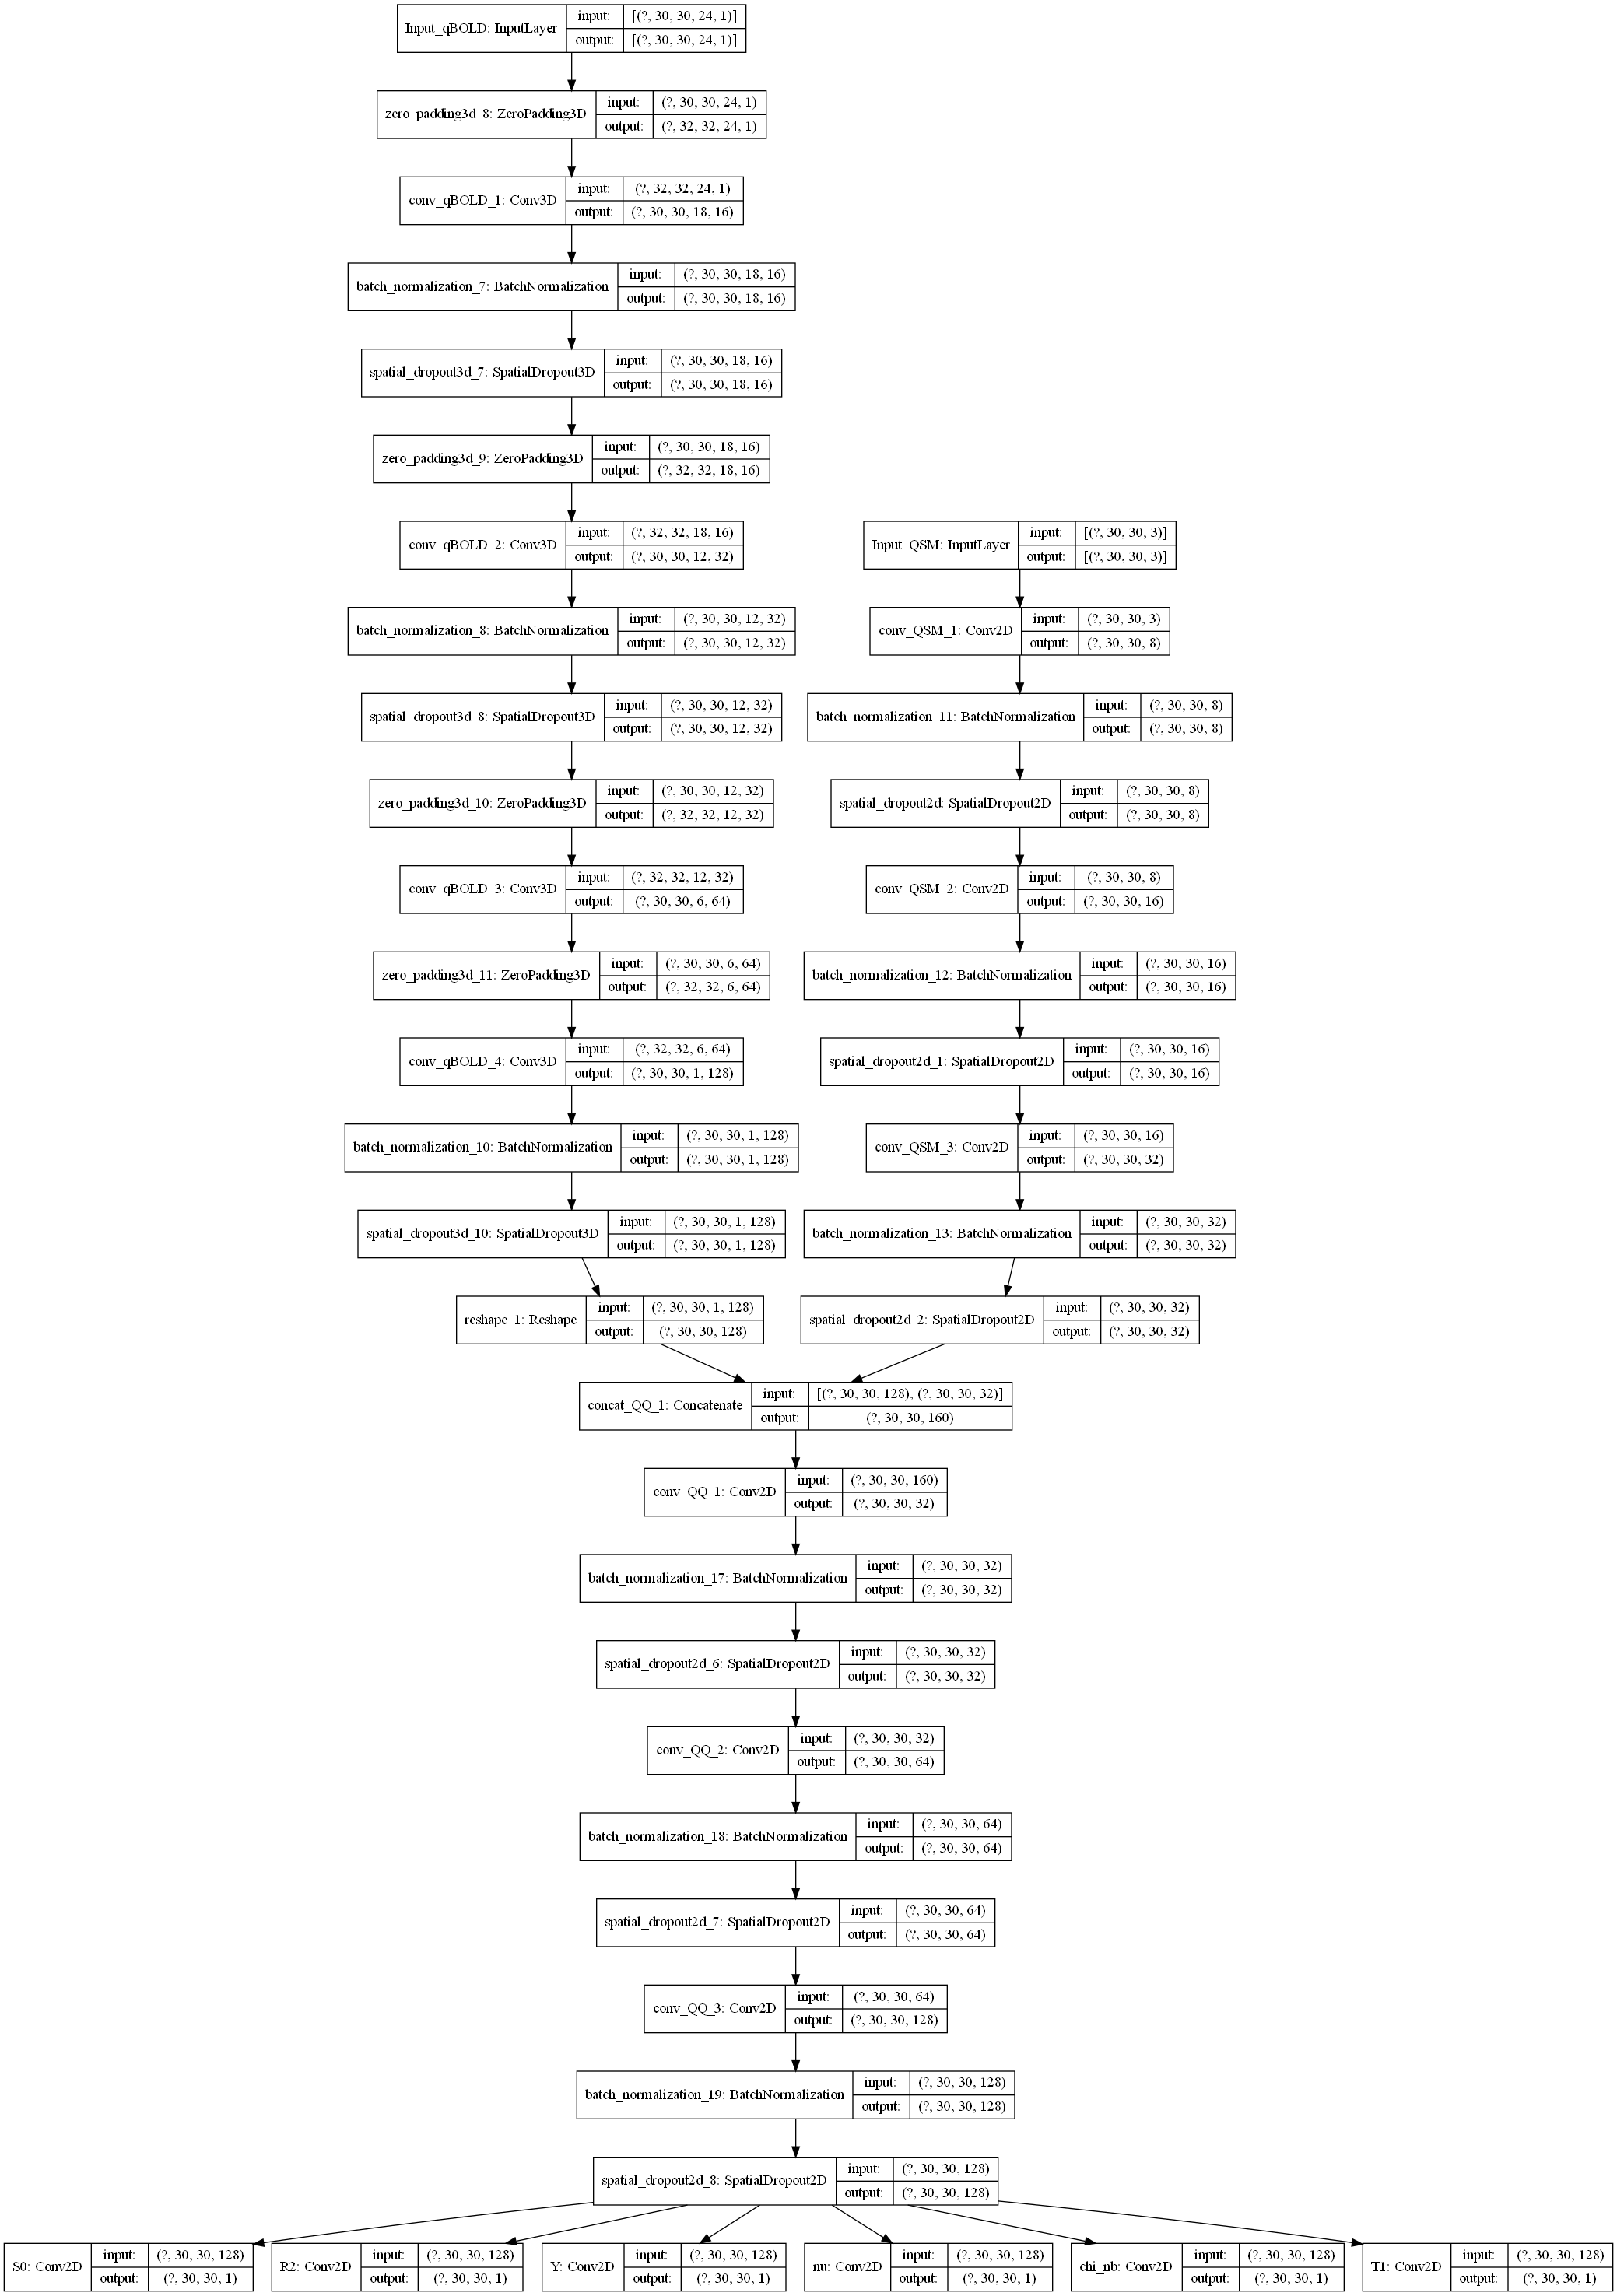 Input_qBOLD: InputLayer
input: [(?, 30, 30, 24, 1)]
output: [(?, 30, 30, 24, 1)]
zero_padding3d_8: ZeroPadding3D
input: (?, 30, 30, 24, 1)
output: (?, 32, 32, 24, 1)
conv_qBOLD_1: Conv3D
input: (?, 32, 32, 24, 1)
output: (?, 30, 30, 18, 16)
batch_normalization_7: BatchNormalization
input: (?, 30, 30, 18, 16)
output: (?, 30, 30, 18, 16)
spatial_dropout3d_7: SpatialDropout3D
input: (?, 30, 30, 18, 16)
output: (?, 30, 30, 18, 16)
zero_padding3d_9: ZeroPadding3D
input: (?, 30, 30, 18, 16)
output: (?, 32, 32, 18, 16)
conv_qBOLD_2: Conv3D
input: (?, 32, 32, 18, 16)
output: (?, 30, 30, 12, 32)
Input_QSM: InputLayer
input: [(?, 30, 30, 3)]
output: [(?, 30, 30, 3)]
batch_normalization_8: BatchNormalization
input: (?, 30, 30, 12, 32)
output: (?, 30, 30, 12, 32)
conv_QSM_1: Conv2D
input: (?, 30, 30, 3)
output: (?, 30, 30, 8)
spatial_dropout3d_8: SpatialDropout3D
input: (?, 30, 30, 12, 32)
output: (?, 30, 30, 12, 32)
batch_normalization_11: BatchNormalization
input: (?, 30, 30, 8)
output: (?, 30, 30, 8)
zero_padding3d_10: ZeroPadding3D
input: (?, 30, 30, 12, 32)
output: (?, 32, 32, 12, 32)
spatial_dropout2d: SpatialDropout2D
input: (?, 30, 30, 8)
output: (?, 30, 30, 8)
conv_qBOLD_3: Conv3D
input: (?, 32, 32, 12, 32)
output: (?, 30, 30, 6, 64)
conv_QSM_2: Conv2D
input: (?, 30, 30, 8)
output: (?, 30, 30, 16)
zero_padding3d_11: ZeroPadding3D
input: (?, 30, 30, 6, 64)
output: (?, 32, 32, 6, 64)
batch_normalization_12: BatchNormalization
input: (?, 30, 30, 16)
output: (?, 30, 30, 16)
conv_qBOLD_4: Conv3D
input: (?, 32, 32, 6, 64)
output: (?, 30, 30, 1, 128)
spatial_dropout2d_1: SpatialDropout2D
input: (?, 30, 30, 16)
output: (?, 30, 30, 16)
batch_normalization_10: BatchNormalization
input: (?, 30, 30, 1, 128)
output: (?, 30, 30, 1, 128)
conv_QSM_3: Conv2D
input: (?, 30, 30, 16)
output: (?, 30, 30, 32)
spatial_dropout3d_10: SpatialDropout3D
input: (?, 30, 30, 1, 128)
output: (?, 30, 30, 1, 128)
batch_normalization_13: BatchNormalization
input: (?, 30, 30, 32)
output: (?, 30, 30, 32)
reshape_1: Reshape
input: (?, 30, 30, 1, 128)
output: (?, 30, 30, 128)
spatial_dropout2d_2: SpatialDropout2D
input: (?, 30, 30, 32)
output: (?, 30, 30, 32)
concat_QQ_1: Concatenate
input: [(?, 30, 30, 128), (?, 30, 30, 32)]
output: (?, 30, 30, 160)
conv_QQ_1: Conv2D
input: (?, 30, 30, 160)
output: (?, 30, 30, 32)
batch_normalization_17: BatchNormalization
input: (?, 30, 30, 32)
output: (?, 30, 30, 32)
spatial_dropout2d_6: SpatialDropout2D
input: (?, 30, 30, 32)
output: (?, 30, 30, 32)
conv_QQ_2: Conv2D
input: (?, 30, 30, 32)
output: (?, 30, 30, 64)
batch_normalization_18: BatchNormalization
input: (?, 30, 30, 64)
output: (?, 30, 30, 64)
spatial_dropout2d_7: SpatialDropout2D
input: (?, 30, 30, 64)
output: (?, 30, 30, 64)
conv_QQ_3: Conv2D
input: (?, 30, 30, 64)
output: (?, 30, 30, 128)
batch_normalization_19: BatchNormalization
input: (?, 30, 30, 128)
output: (?, 30, 30, 128)
spatial_dropout2d_8: SpatialDropout2D
input: (?, 30, 30, 128)
output: (?, 30, 30, 128)
S0: Conv2D
input: (?, 30, 30, 128)
output: (?, 30, 30, 1)
R2: Conv2D
input: (?, 30, 30, 128)
output: (?, 30, 30, 1)
Y: Conv2D
input: (?, 30, 30, 128)
output: (?, 30, 30, 1)
nu: Conv2D
input: (?, 30, 30, 128)
output: (?, 30, 30, 1)
chi_nb: Conv2D
input: (?, 30, 30, 128)
output: (?, 30, 30, 1)
T1: Conv2D
input: (?, 30, 30, 128)
output: (?, 30, 30, 1)